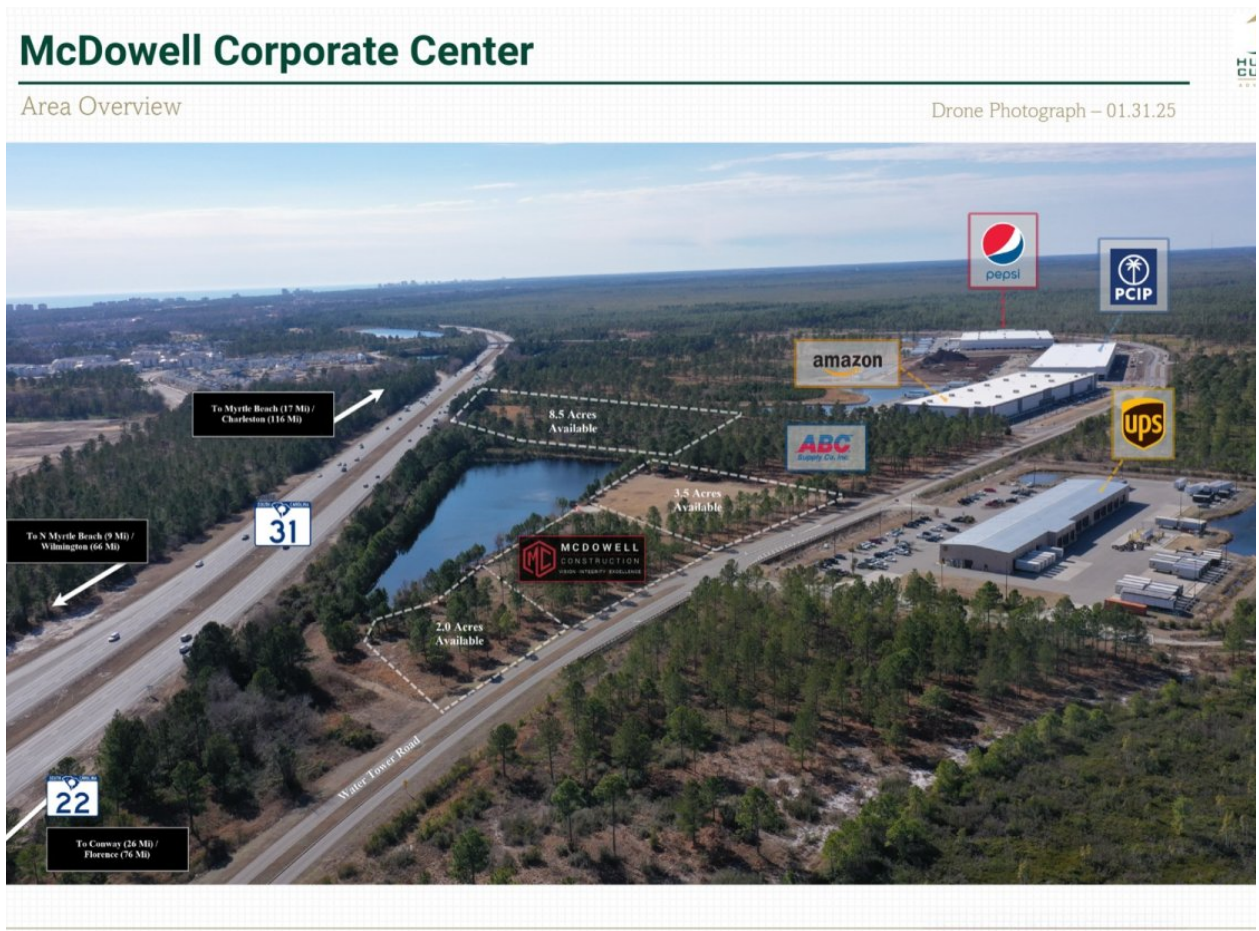 McDowell Corporate Center
Area Overview
Drone Photograph – 01.31.25
pepsi
PCIP
amazon
To Myrtle Beach (17 Mi) /
Charleston (116 Mi)
8.5 Acres
Available
ABC
Supply Co. Inc.
ups
3.5 Acres
Available
31
To N Myrtle Beach (9 Mi) /
Wilmington (66 Mi)
MC
MCDOWELL
CONSTRUCTION
VISION INTEGRITY EXCELLENCE
2.0 Acres
Available
Water Tower Road
22
To Conway (26 Mi) /
Florence (76 Mi)